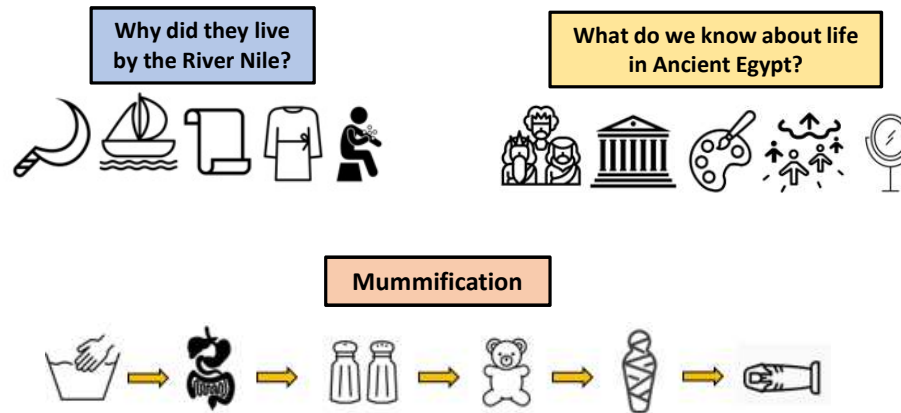 Why did they live
by the River Nile?
What do we know about life
in Ancient Egypt?
Mummification